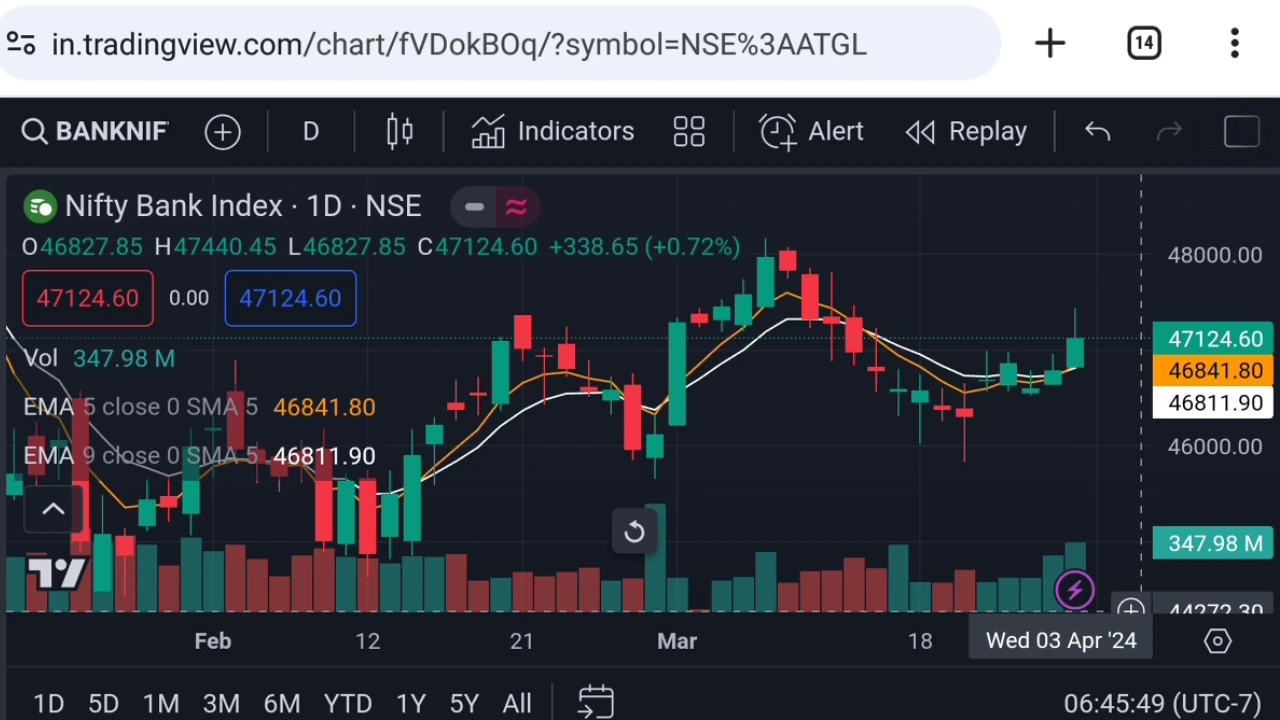 in.tradingview.com/chart/fVDokBOq/?symbol=NSE%3AATGL
14
BANKNIF
D
Indicators
Alert
Replay
Nifty Bank Index · 1D · NSE
O46827.85 H47440.45 L46827.85 C47124.60 +338.65 (+0.72%)
48000.00
47124.60
0.00
47124.60
47124.60
Vol 347.98 M
46841.80
EMA 5 close 0 SMA 5 46841.80
46811.90
EMA 9 close 0 SMA 5 46811.90
46000.00
347.98 M
44272.30
Feb 12 21 Mar 18 Wed 03 Apr '24
1D 5D 1M 3M 6M YTD 1Y 5Y All
06:45:49 (UTC-7)